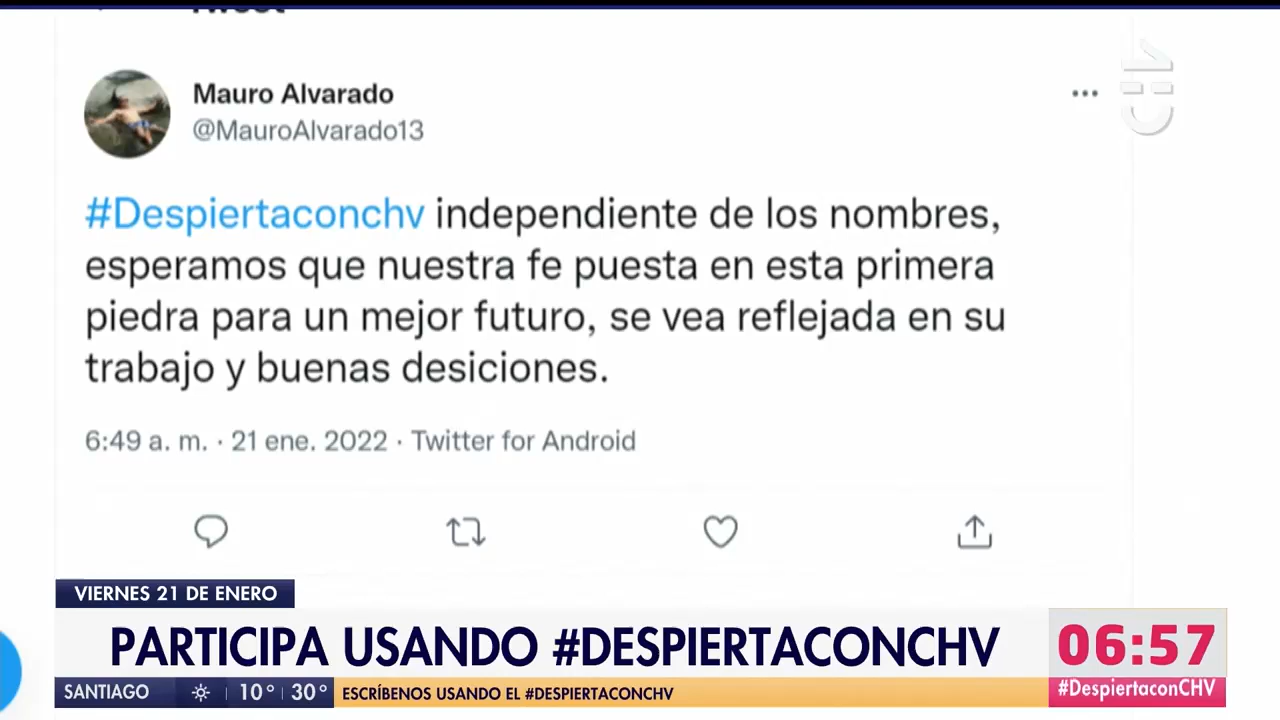 Tweet
Mauro Alvarado
@MauroAlvarado13
#Despiertaconchv independiente de los nombres,
esperamos que nuestra fe puesta en esta primera
piedra para un mejor futuro, se vea reflejada en su
trabajo y buenas desiciones.
6:49 a. m. · 21 ene. 2022 · Twitter for Android
VIERNES 21 DE ENERO
PARTICIPA USANDO #DESPIERTACONCHV
06:57
SANTIAGO 10° 30° ESCRÍBENOS USANDO EL #DESPIERTACONCHV
#DespiertaconCHV